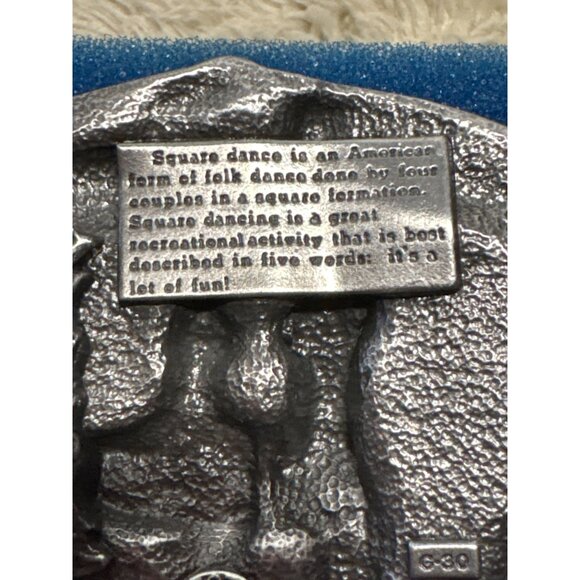 Square dance is an American
form of folk dance done by four
couples in a square formation.
Square dancing is a great
recreational activity that is best
described in five words: it's a
lot of fun!
G-30